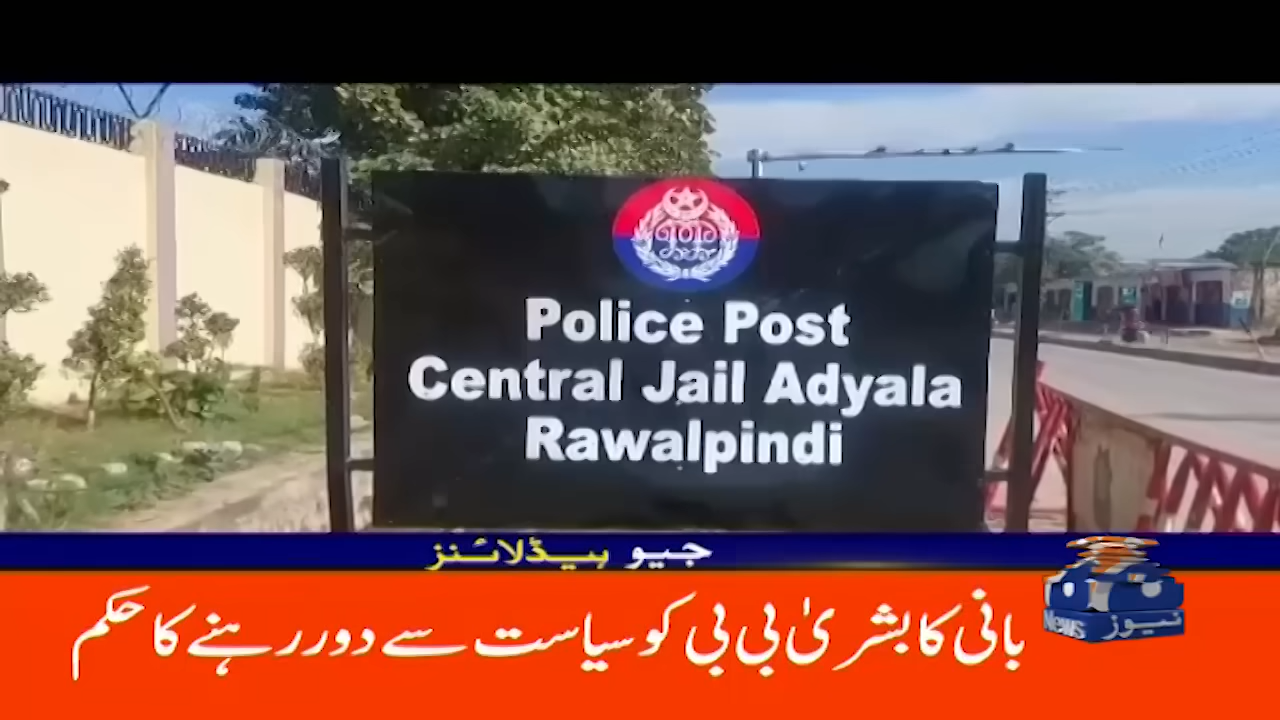 Police Post
Central Jail Adyala
Rawalpindi
جیو ہیڈلائنز
بانی کا بشریٰ بی بی کو سیاست سے دور رہنے کا حکم
News نیوز